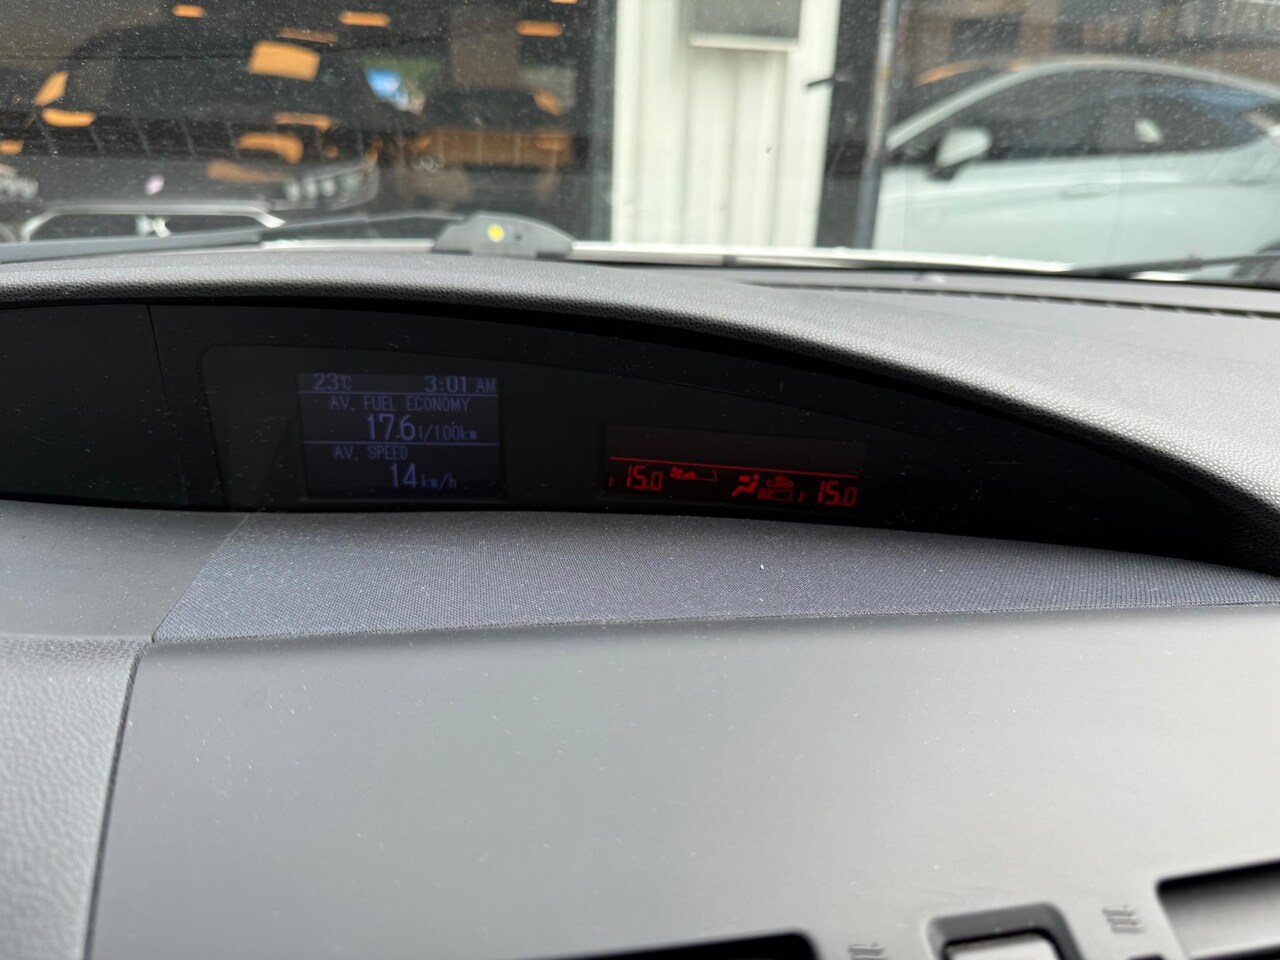 23℃ 3:01 AM
AV. FUEL ECONOMY
17.6 l/100km
AV. SPEED
14 km/h
15.0 15.0